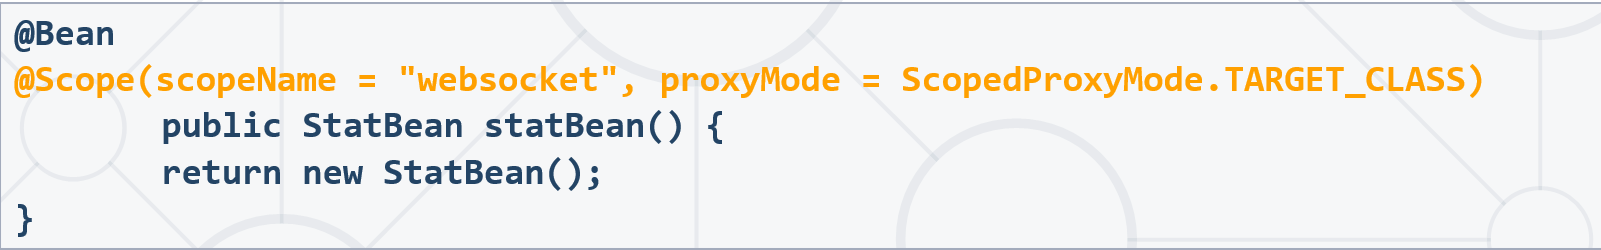 @Bean
@Scope(scopeName = "websocket", proxyMode = ScopedProxyMode.TARGET_CLASS)
public StatBean statBean() {
return new StatBean();
}